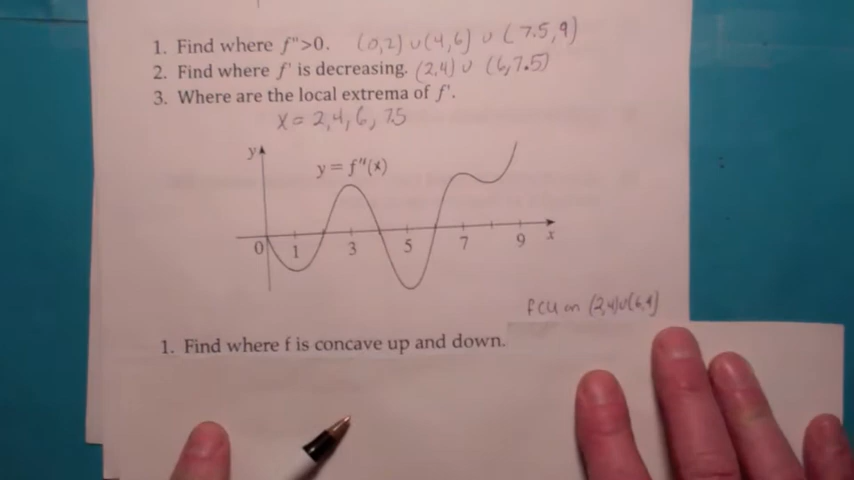 1. Find where f">0. (0,2) ∪ (4,6) ∪ (7.5,9)
2. Find where f' is decreasing. (2,4) ∪ (6,7.5)
3. Where are the local extrema of f'.
x = 2,4,6,7.5
y
y = f"(x)
0 1 3 5 7 9 x
f CU on (2,4)∪(6,9)
1. Find where f is concave up and down.